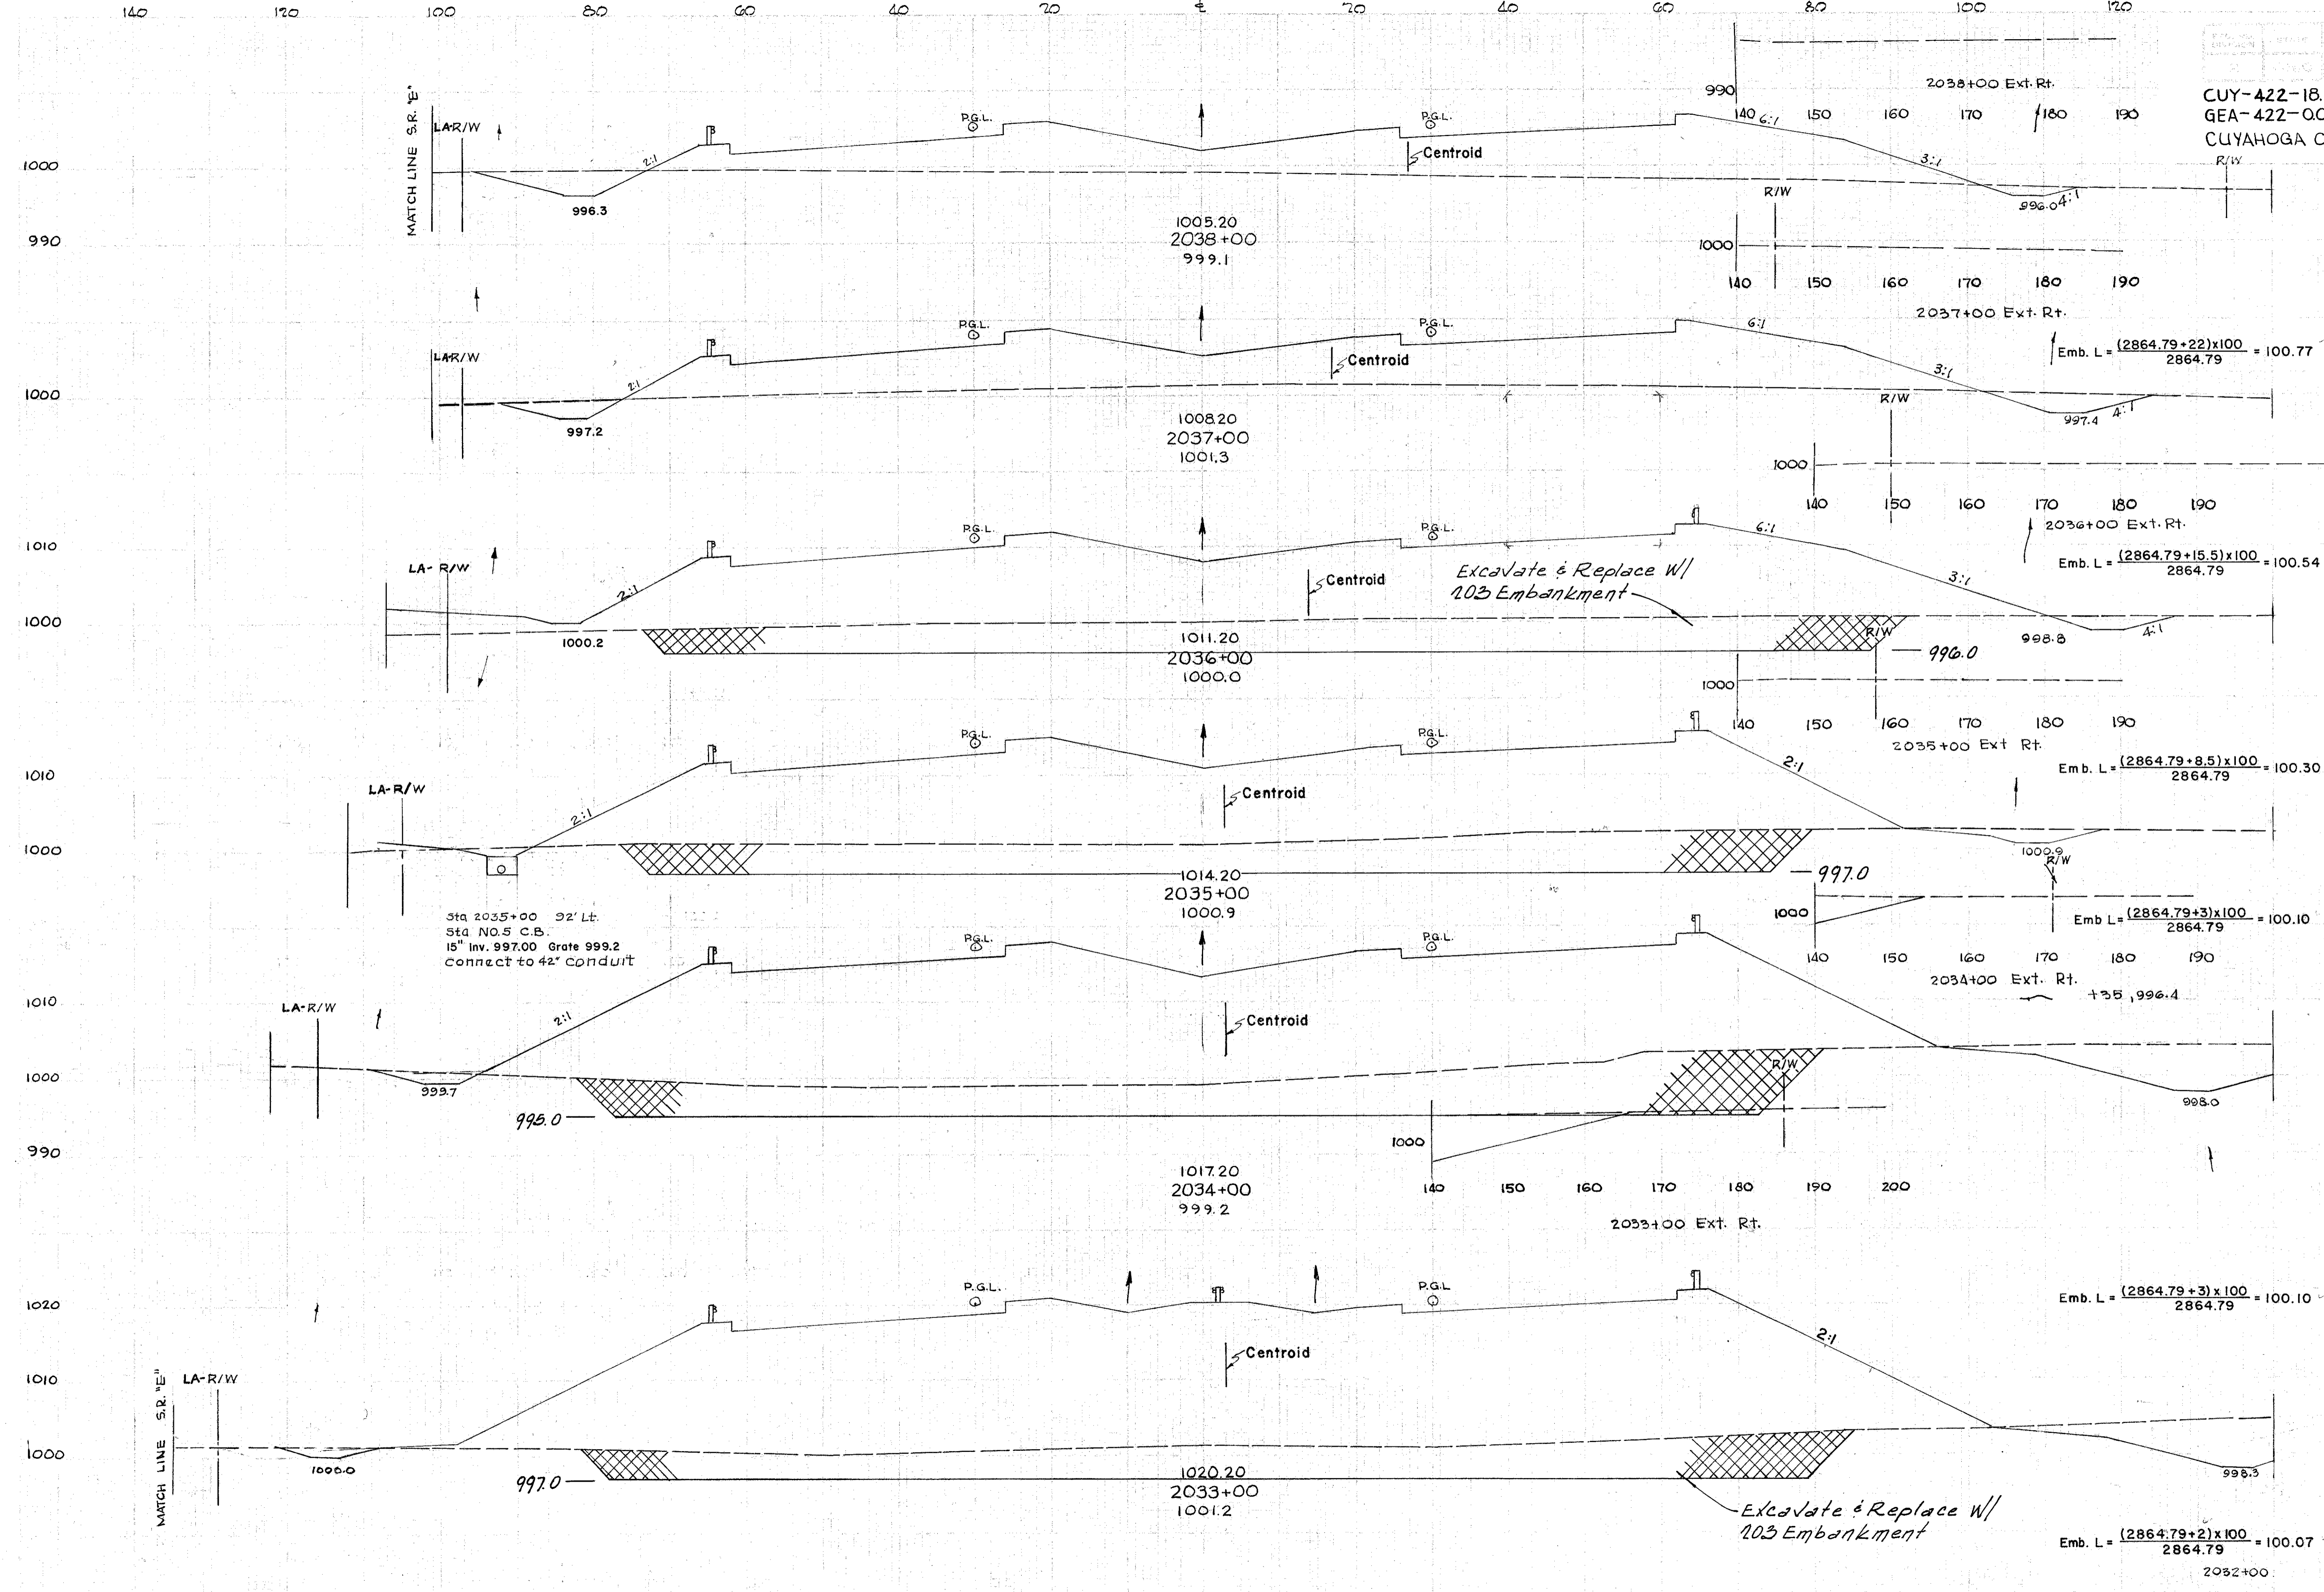 140 120 100 80 60 40 20 ℄ 20 40 60 80 100 120
CUY-422-18.
GEA-422-0.0
CUYAHOGA C
990
2038+00 Ext. Rt.
140 150 160 170 180 190
MATCH LINE S.R. "E"
LA-R/W
2:1
P.G.L.
P.G.L.
Centroid
6:1
3:1
4:1
R/W
1000
996.3
996.0
990
1005.20
2038+00
999.1
R/W
1000
140 150 160 170 180 190
2037+00 Ext. Rt.
Emb. L = (2864.79+22)x100 = 100.77
2864.79
LA-R/W
2:1
P.G.L.
P.G.L.
Centroid
6:1
3:1
4:1
1000
997.2
997.4
1008.20
2037+00
1001.3
R/W
1000
140 150 160 170 180 190
2036+00 Ext. Rt.
Emb. L = (2864.79+15.5)x100 = 100.54
2864.79
1010
LA-R/W
2:1
P.G.L.
P.G.L.
Centroid
Excavate & Replace W/
203 Embankment
6:1
3:1
4:1
1000
1000.2
998.8
996.0
1011.20
2036+00
1000.0
R/W
1000
140 150 160 170 180 190
2035+00 Ext Rt.
Emb. L = (2864.79+8.5)x100 = 100.30
2864.79
1010
LA-R/W
2:1
P.G.L.
P.G.L.
Centroid
2:1
1000
1000.9
997.0
1014.20
2035+00
1000.9
Sta 2035+00 92' Lt.
Sta NO.5 C.B.
15" Inv. 997.00 Grate 999.2
connect to 42" conduit
R/W
1000
140 150 160 170 180 190
2034+00 Ext. Rt.
+35, 996.4
Emb L = (2864.79+3)x100 = 100.10
2864.79
1010
LA-R/W
2:1
P.G.L.
P.G.L.
Centroid
1000
999.7
995.0
998.0
990
1017.20
2034+00
999.2
R/W
1000
140 150 160 170 180 190 200
2033+00 Ext. Rt.
Emb. L = (2864.79+3)x100 = 100.10
2864.79
1020
P.G.L.
P.G.L
Centroid
2:1
1010
MATCH LINE S.R. "E"
LA-R/W
1000
1000.0
997.0
998.3
1020.20
2033+00
1001.2
Excavate & Replace W/
203 Embankment
Emb. L = (2864.79+2)x100 = 100.07
2864.79
2032+00